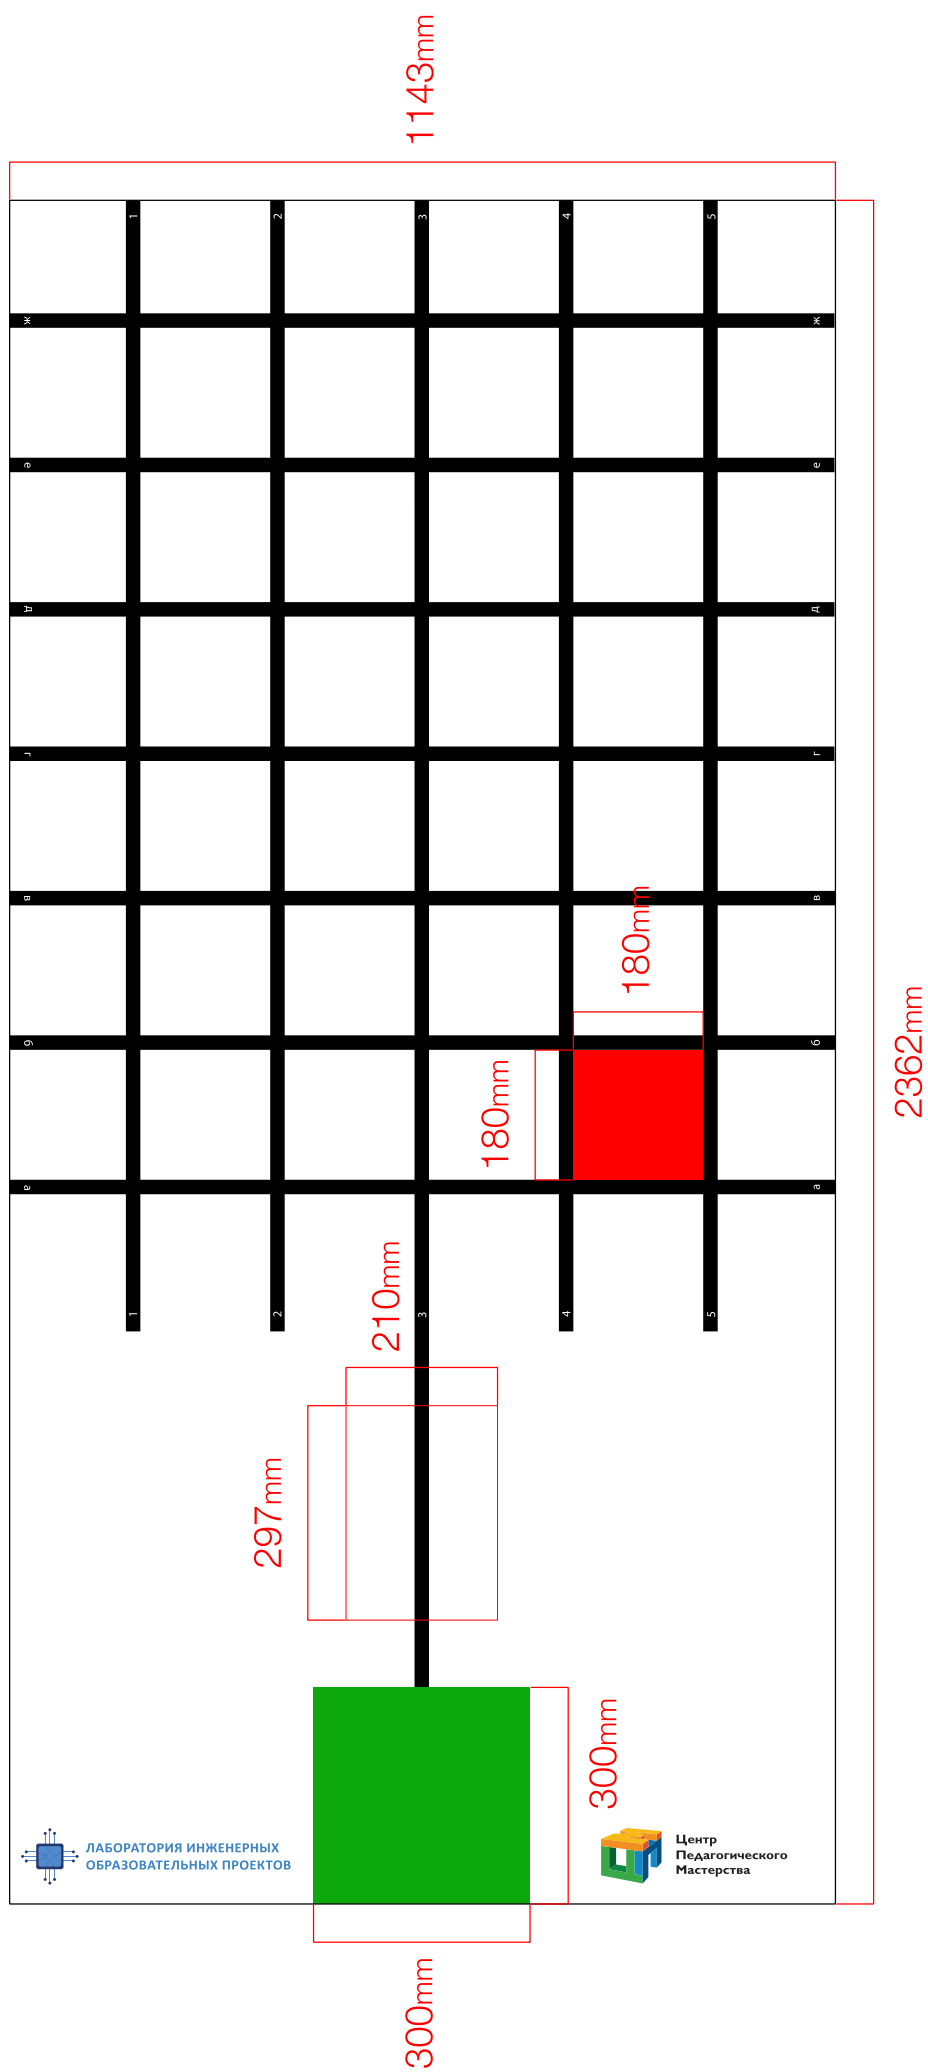 1143mm
1 2 3 4 5
ж ж
е е
д д
г г
в в
180mm
2362mm
б б
180mm
а а
210mm
1 2 3 4 5
297mm
300mm
ЛАБОРАТОРИЯ ИНЖЕНЕРНЫХ
ОБРАЗОВАТЕЛЬНЫХ ПРОЕКТОВ
Центр
Педагогического
Мастерства
300mm